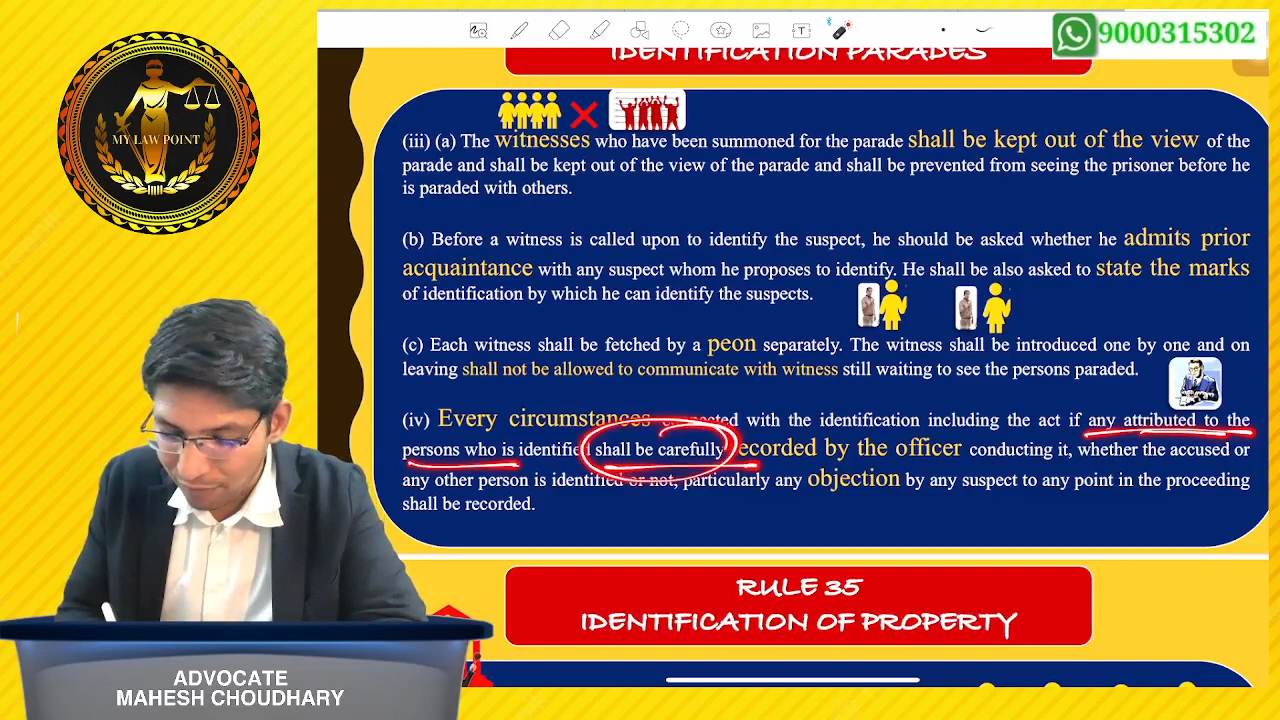 9000315302
IDENTIFICATION PARADES
MY LAW POINT
(iii) (a) The witnesses who have been summoned for the parade shall be kept out of the view of the
parade and shall be kept out of the view of the parade and shall be prevented from seeing the prisoner before he
is paraded with others.
(b) Before a witness is called upon to identify the suspect, he should be asked whether he admits prior
acquaintance with any suspect whom he proposes to identify. He shall be also asked to state the marks
of identification by which he can identify the suspects.
(c) Each witness shall be fetched by a peon separately. The witness shall be introduced one by one and on
leaving shall not be allowed to communicate with witness still waiting to see the persons paraded.
(iv) Every circumstances connected with the identification including the act if any attributed to the
persons who is identified shall be carefully recorded by the officer conducting it, whether the accused or
any other person is identified or not, particularly any objection by any suspect to any point in the proceeding
shall be recorded.
RULE 35
IDENTIFICATION OF PROPERTY
ADVOCATE
MAHESH CHOUDHARY